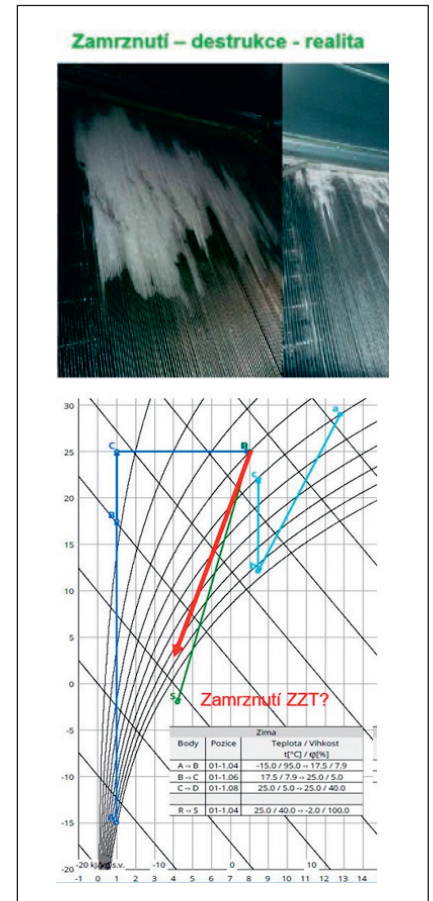 Zamrznutí – destrukce - realita
30
25
20
15
10
5
0
-5
-10
-15
-20
C
B
a
c
S
Zamrznutí ZZT?
Zima
Body Pozice Teplota / Vlhkost
t[°C] / φ[%]
A -> B 01-1.04 -15.0 / 95.0 -> 17.5 / 7.9
B -> C 01-1.06 17.5 / 7.9 -> 25.0 / 5.0
C -> D 01-1.08 25.0 / 5.0 -> 25.0 / 40.0
R -> S 01-1.04 25.0 / 40.0 -> -2.0 / 100.0
-20 kJ/kg s.v. -10 0 10
-1 0 1 2 3 4 5 6 7 8 9 10 11 12 13 14